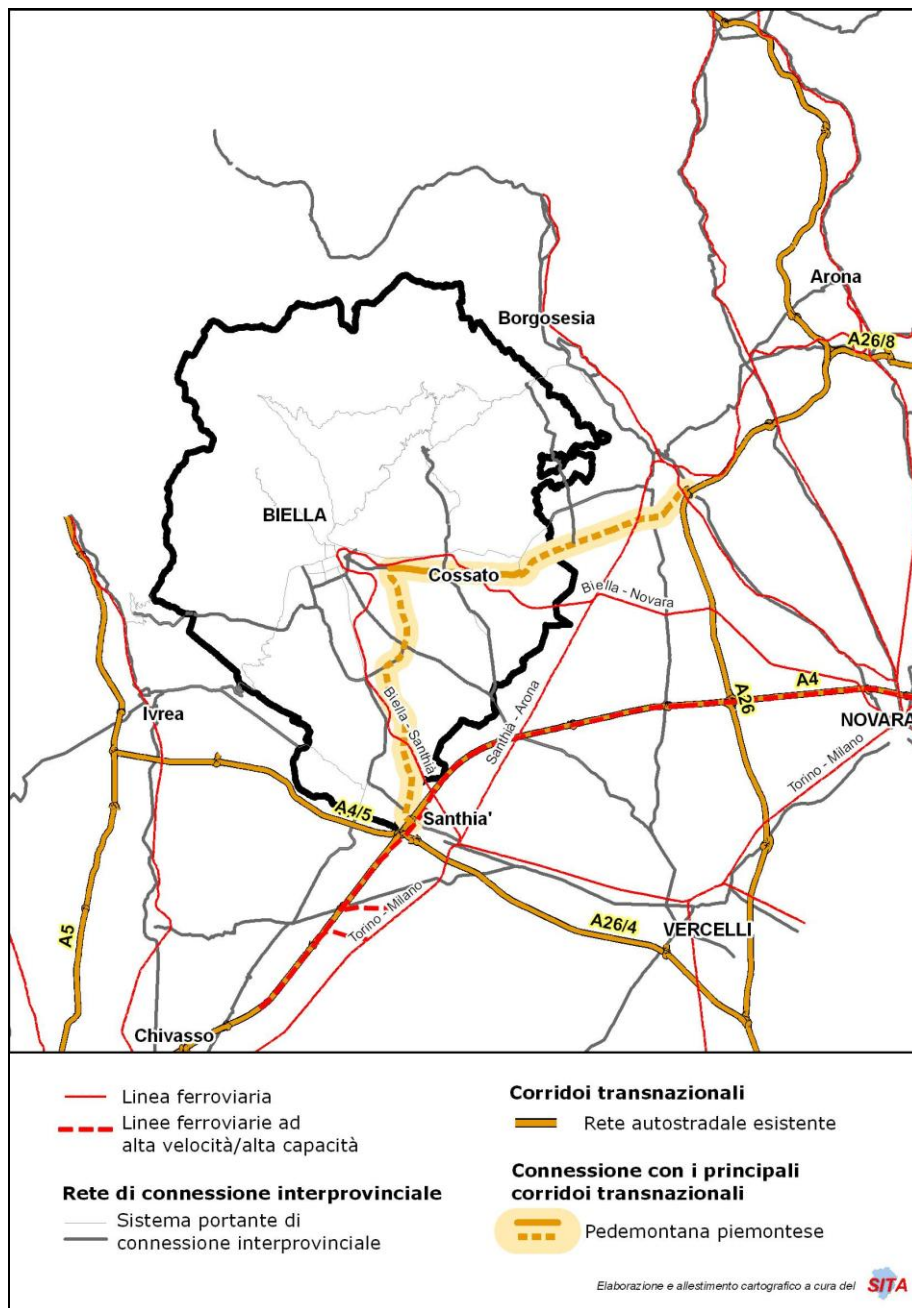 Arona
Borgosesia
A26/8
BIELLA
Cossato
Biella - Novara
A4
A26
Ivrea
NOVARA
Biella - Santhià
Santhià - Arona
Torino - Milano
A4/5
Santhia'
Torino - Milano
A26/4
VERCELLI
A5
Chivasso
Linea ferroviaria
Linee ferroviarie ad
alta velocità/alta capacità
Rete di connessione interprovinciale
Sistema portante di
connessione interprovinciale
Corridoi transnazionali
Rete autostradale esistente
Connessione con i principali
corridoi transnazionali
Pedemontana piemontese
Elaborazione e allestimento cartografico a cura del SITA